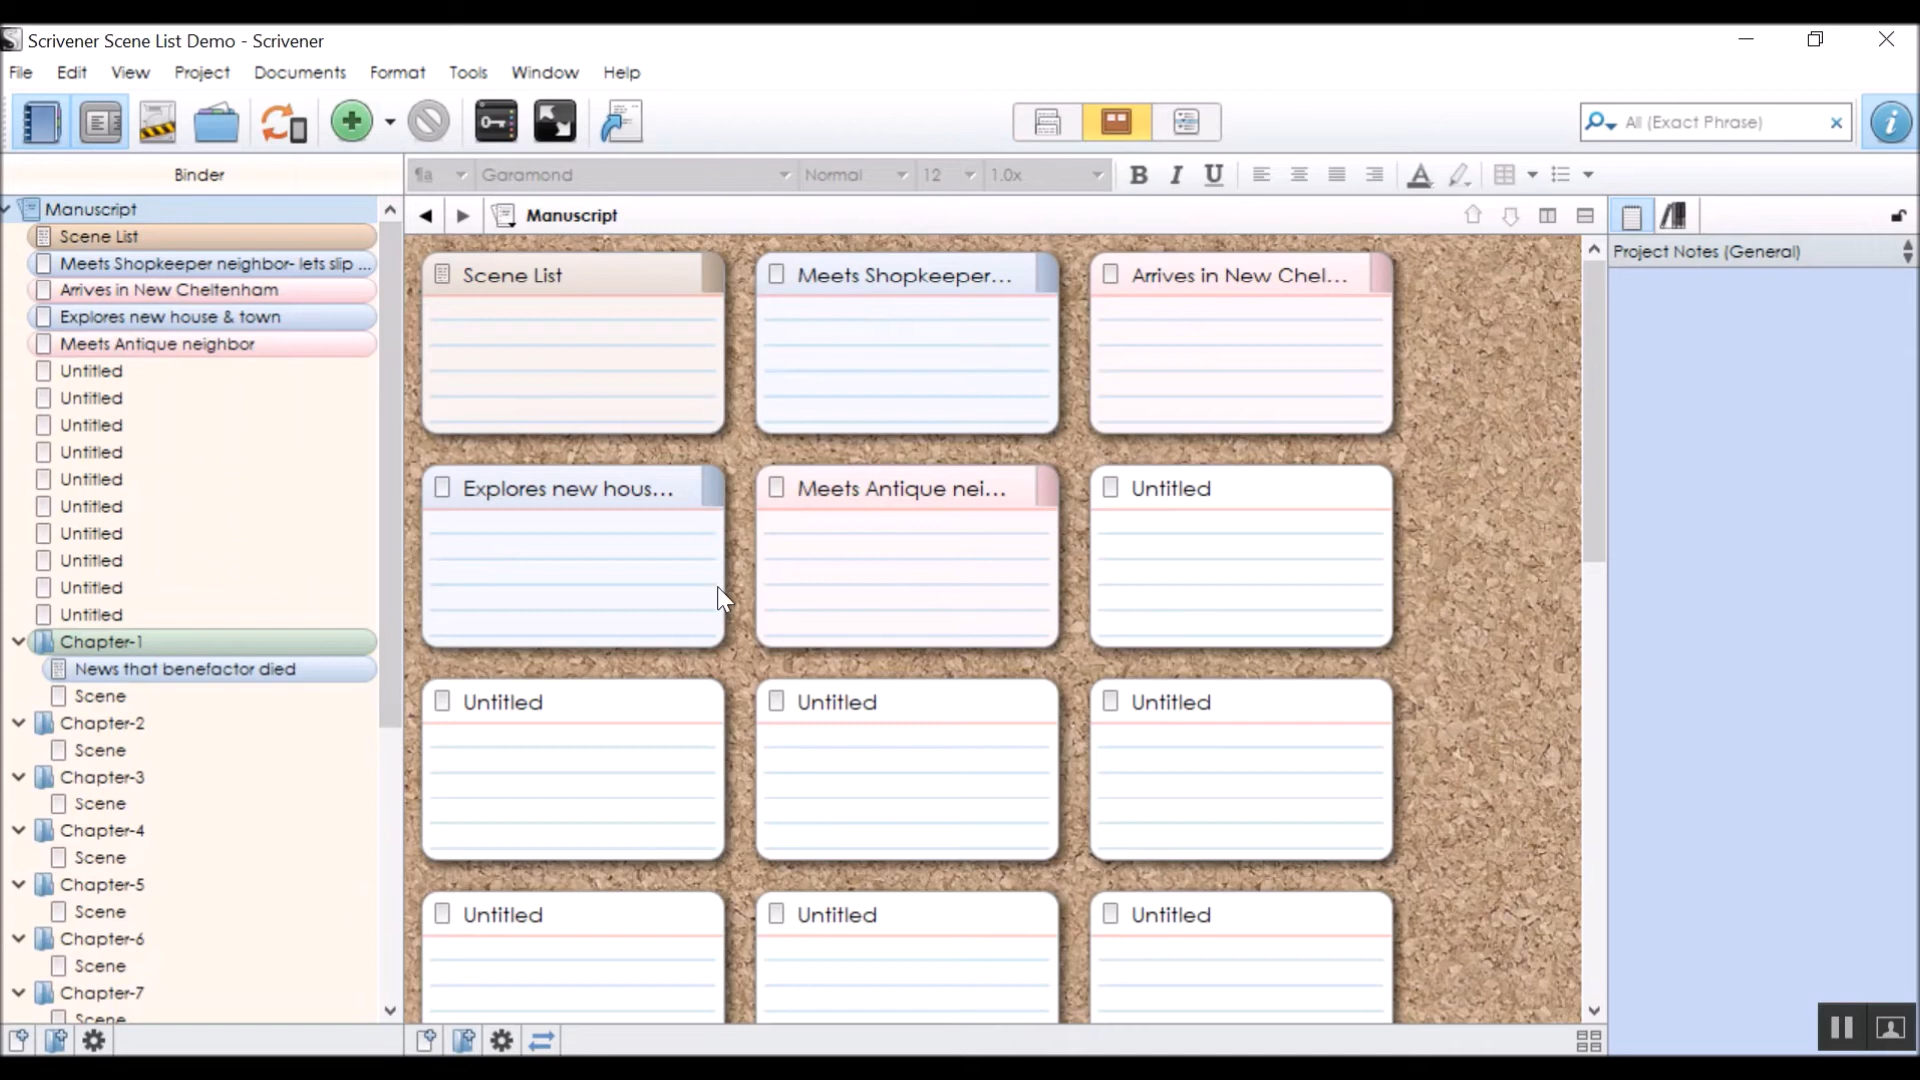 Scrivener Scene List Demo - Scrivener
File Edit View Project Documents Format Tools Window Help
All (Exact Phrase)
Binder
Garamond Normal 12 1.0x B I U
Manuscript
Scene List
Meets Shopkeeper neighbor- lets slip ...
Arrives in New Cheltenham
Explores new house & town
Meets Antique neighbor
Untitled
Untitled
Untitled
Untitled
Untitled
Untitled
Untitled
Untitled
Untitled
Untitled
Chapter-1
News that benefactor died
Scene
Chapter-2
Scene
Chapter-3
Scene
Chapter-4
Scene
Chapter-5
Scene
Chapter-6
Scene
Chapter-7
Scene
Manuscript
Scene List
Meets Shopkeeper...
Arrives in New Chel...
Explores new hous...
Meets Antique nei...
Untitled
Untitled
Untitled
Untitled
Untitled
Untitled
Untitled
Project Notes (General)